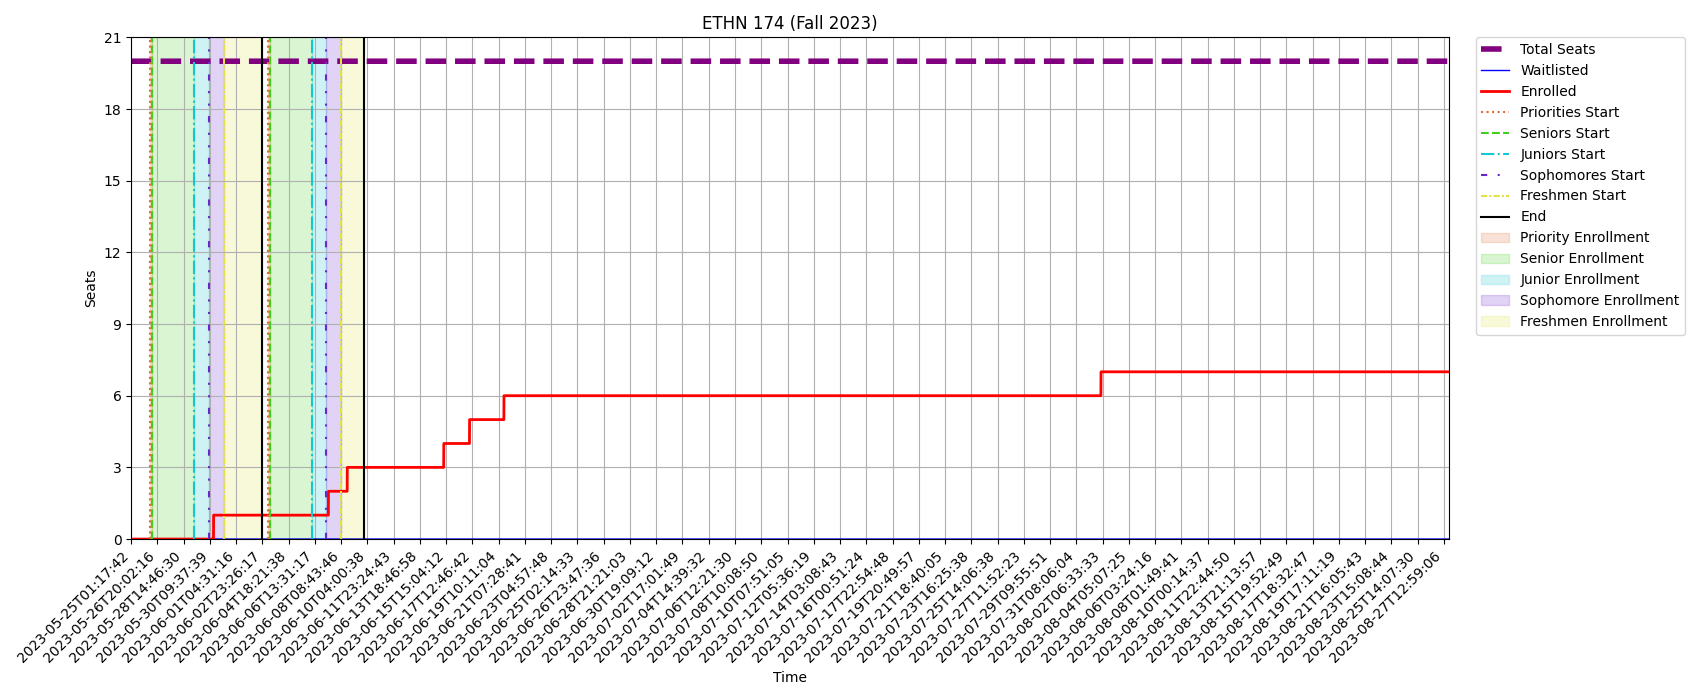 ETHN 174 (Fall 2023)
Seats
21
18
15
12
9
6
3
0
2023-05-25T01:17:42
2023-05-26T20:02:16
2023-05-28T14:46:30
2023-05-30T09:37:39
2023-06-01T04:31:16
2023-06-02T23:26:17
2023-06-04T18:21:38
2023-06-06T13:31:17
2023-06-08T08:43:46
2023-06-10T04:00:38
2023-06-11T23:24:43
2023-06-13T18:46:58
2023-06-15T15:04:12
2023-06-17T12:46:42
2023-06-19T10:11:04
2023-06-21T07:28:41
2023-06-23T04:57:48
2023-06-25T02:14:33
2023-06-26T23:47:36
2023-06-28T21:21:03
2023-06-30T19:09:12
2023-07-02T17:01:49
2023-07-04T14:39:32
2023-07-06T12:21:30
2023-07-08T10:08:50
2023-07-10T07:51:05
2023-07-12T05:36:19
2023-07-14T03:08:43
2023-07-16T00:51:24
2023-07-17T22:54:48
2023-07-19T20:49:57
2023-07-21T18:40:05
2023-07-23T16:25:38
2023-07-25T14:06:38
2023-07-27T11:52:23
2023-07-29T09:55:51
2023-07-31T08:06:04
2023-08-02T06:33:33
2023-08-04T05:07:25
2023-08-06T03:24:16
2023-08-08T01:49:41
2023-08-10T00:14:37
2023-08-11T22:44:50
2023-08-13T21:13:57
2023-08-15T19:52:49
2023-08-17T18:32:47
2023-08-19T17:11:19
2023-08-21T16:05:43
2023-08-23T15:08:44
2023-08-25T14:07:30
2023-08-27T12:59:06
Time
Total Seats
Waitlisted
Enrolled
Priorities Start
Seniors Start
Juniors Start
Sophomores Start
Freshmen Start
End
Priority Enrollment
Senior Enrollment
Junior Enrollment
Sophomore Enrollment
Freshmen Enrollment